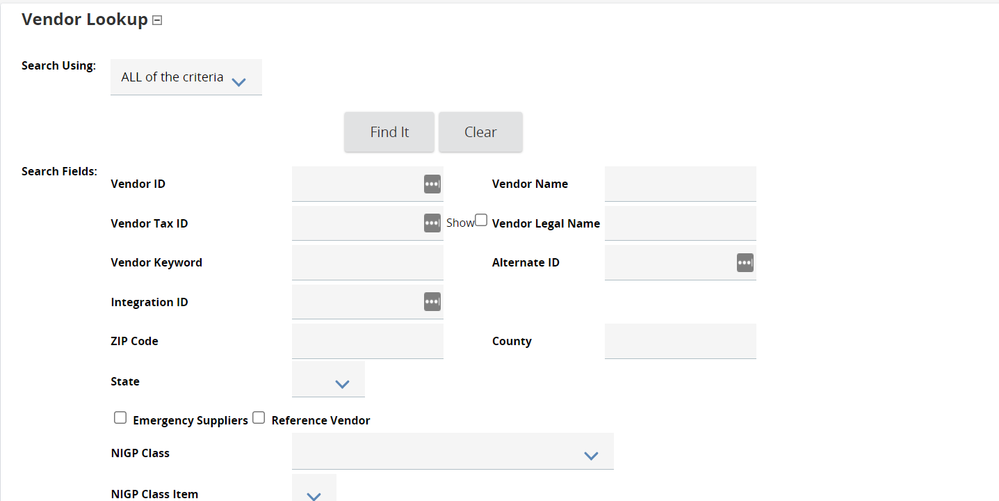 Vendor Lookup
Search Using:
ALL of the criteria
Find It Clear
Search Fields:
Vendor ID Vendor Name
Vendor Tax ID Show Vendor Legal Name
Vendor Keyword Alternate ID
Integration ID
ZIP Code County
State
Emergency Suppliers Reference Vendor
NIGP Class
NIGP Class Item